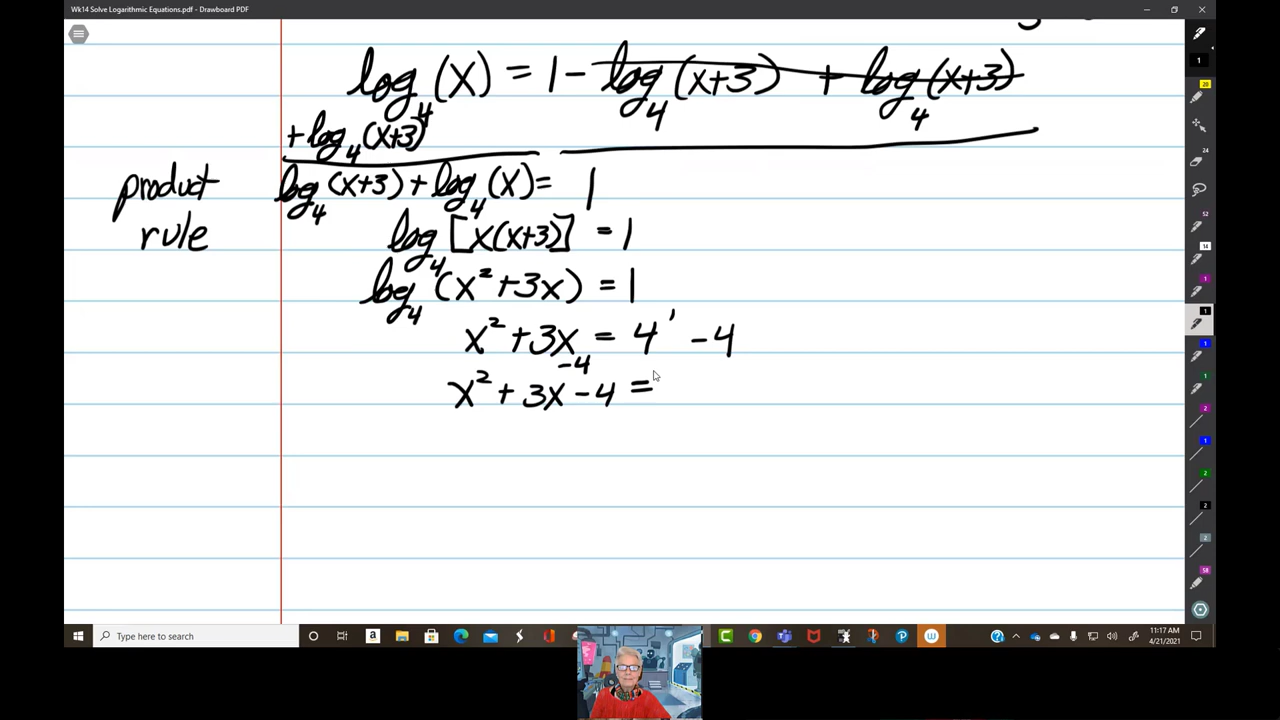 Wk14 Solve Logarithmic Equations.pdf - Drawboard PDF
log₄(x) = 1 - log₄(x+3) + log₄(x+3)
+log₄(x+3)
product log₄(x+3) + log₄(x) = 1
rule log₄[x(x+3)] = 1
log₄(x² + 3x) = 1
x² + 3x = 4¹ - 4
-4
x² + 3x - 4 =
Type here to search
11:17 AM
4/21/2021